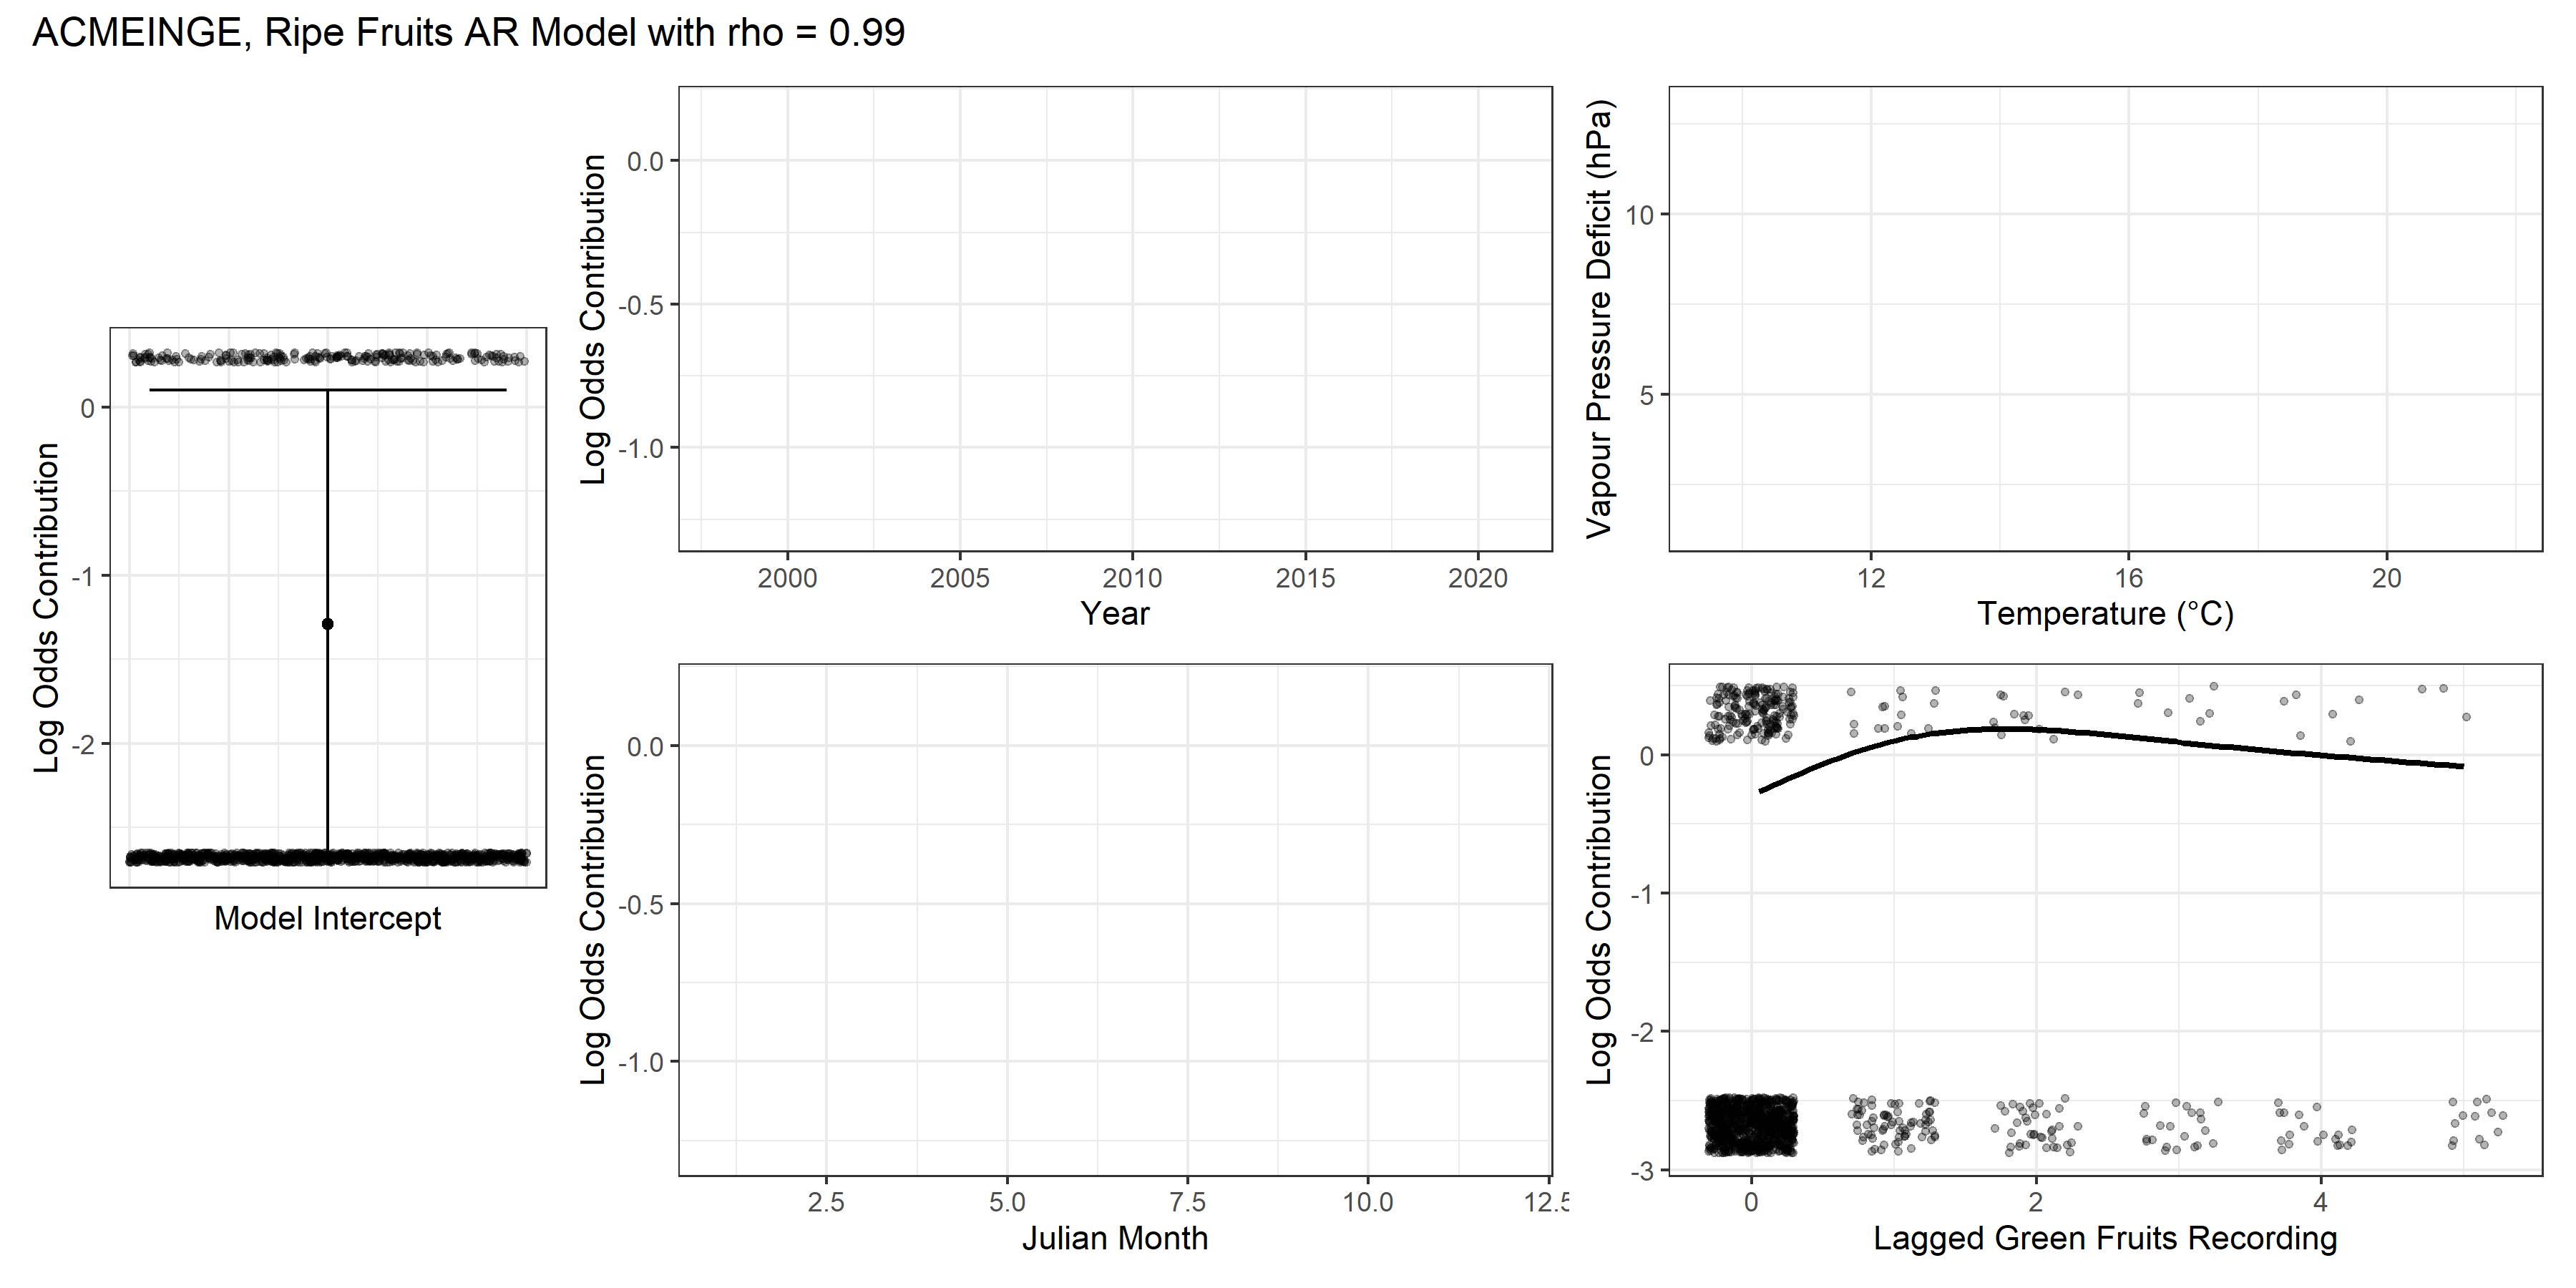 ACMEINGE, Ripe Fruits AR Model with rho = 0.99
Log Odds Contribution
0
-1
-2
Model Intercept
Log Odds Contribution
0.0
-0.5
-1.0
2000 2005 2010 2015 2020
Year
Vapour Pressure Deficit (hPa)
10
5
12 16 20
Temperature (°C)
Log Odds Contribution
0.0
-0.5
-1.0
2.5 5.0 7.5 10.0 12.5
Julian Month
Log Odds Contribution
0
-1
-2
-3
0 2 4
Lagged Green Fruits Recording